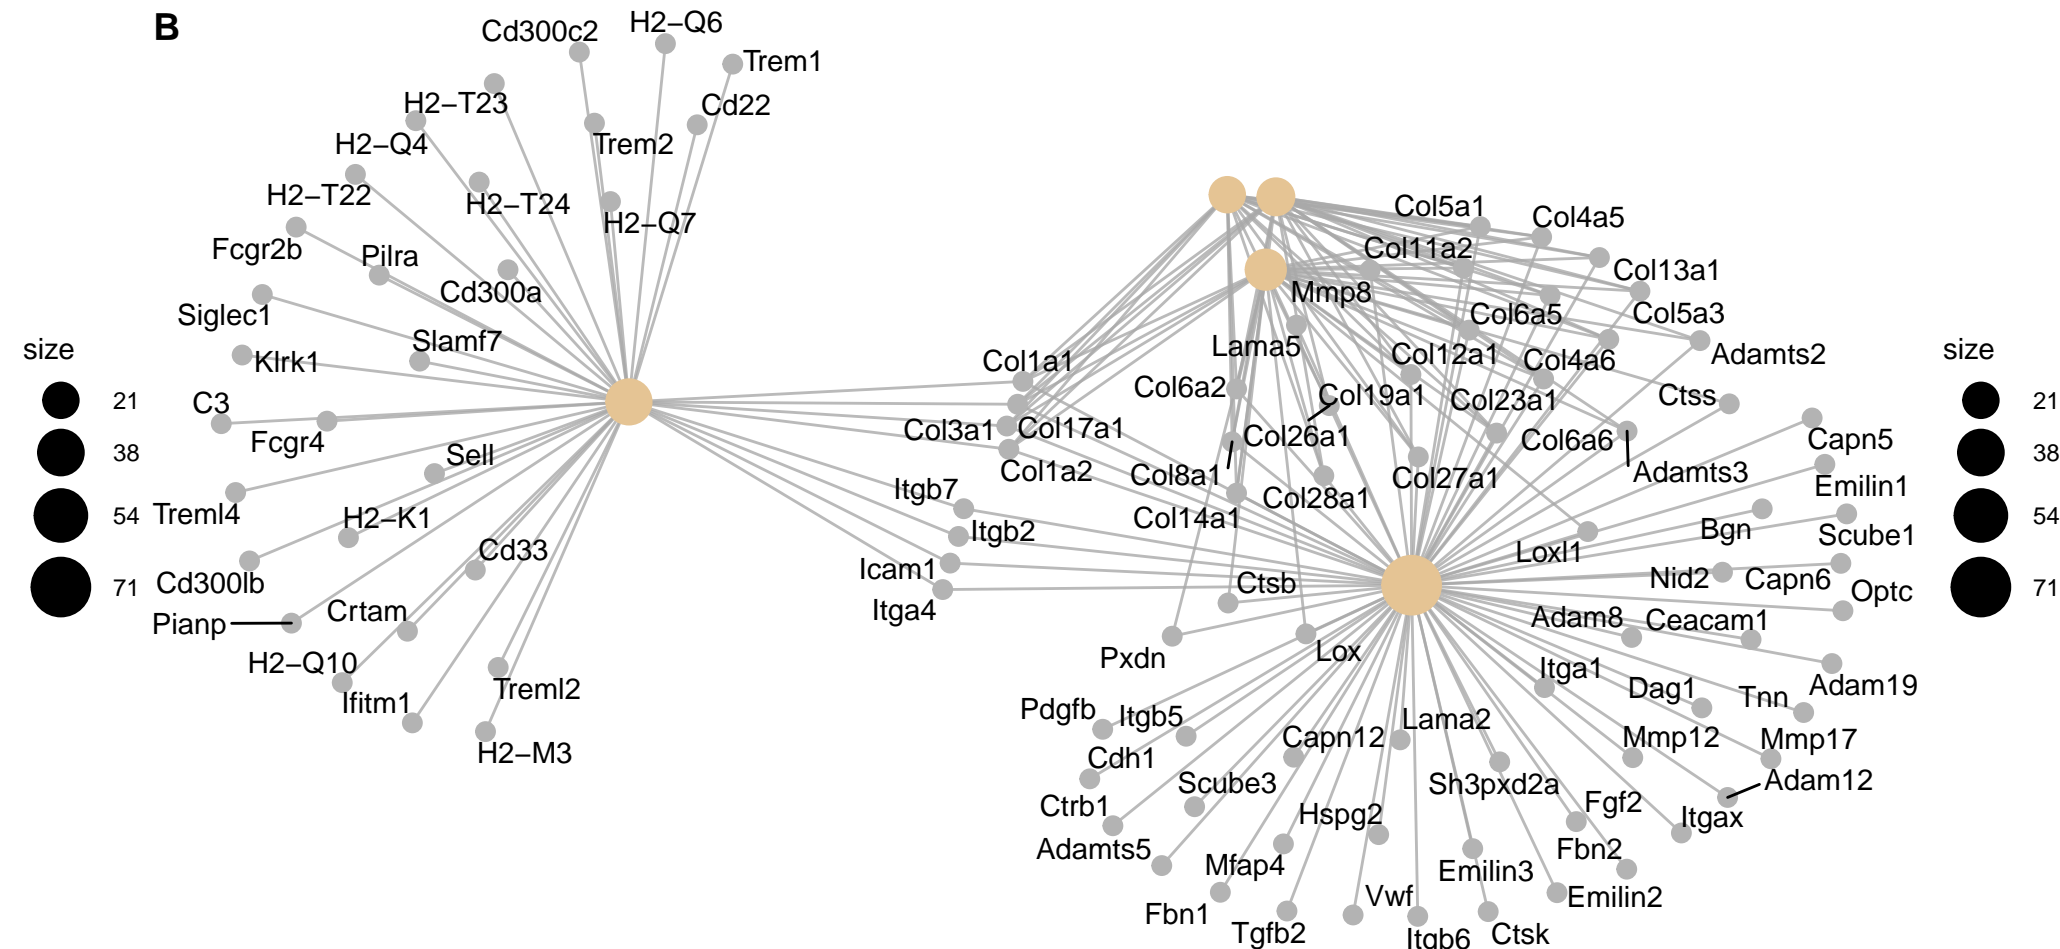 B
Cd300c2
H2−Q6
Trem1
H2−T23
Cd22
H2−Q4
Trem2
H2−T22
H2−T24
H2−Q7
Fcgr2b
Pilra
Cd300a
Siglec1
Slamf7
Klrk1
C3
Fcgr4
Sell
Treml4
H2−K1
Cd33
Cd300lb
Pianp
Crtam
H2−Q10
Ifitm1
Treml2
H2−M3
size
21
38
54
71
Col1a1
Col3a1
Col17a1
Col1a2
Itgb7
Itgb2
Icam1
Itga4
Col5a1
Col4a5
Col11a2
Col13a1
Mmp8
Col6a5
Col5a3
Lama5
Col12a1
Col4a6
Adamts2
Col6a2
Col19a1
Col23a1
Ctss
Col26a1
Col6a6
Capn5
Col8a1
Col28a1
Col27a1
Adamts3
Emilin1
Col14a1
Loxl1
Bgn
Scube1
Ctsb
Nid2
Capn6
Optc
Pxdn
Lox
Adam8
Ceacam1
Itga1
Dag1
Tnn
Adam19
Pdgfb
Itgb5
Lama2
Cdh1
Capn12
Mmp12
Mmp17
Ctrb1
Scube3
Sh3pxd2a
Adam12
Adamts5
Hspg2
Fgf2
Itgax
Mfap4
Emilin3
Fbn2
Fbn1
Vwf
Emilin2
Tgfb2
Itgb6
Ctsk
size
21
38
54
71